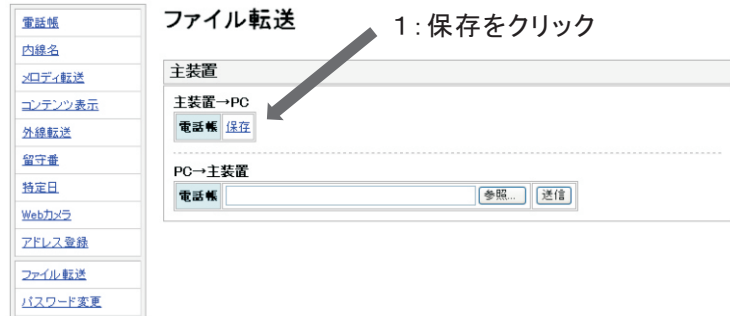 電話帳
内線名
メロディ転送
コンテンツ表示
外線転送
留守番
特定日
Webカメラ
アドレス登録
ファイル転送
パスワード変更
ファイル転送
1:保存をクリック
主装置
主装置→PC
電話帳 保存
PC→主装置
電話帳 参照... 送信